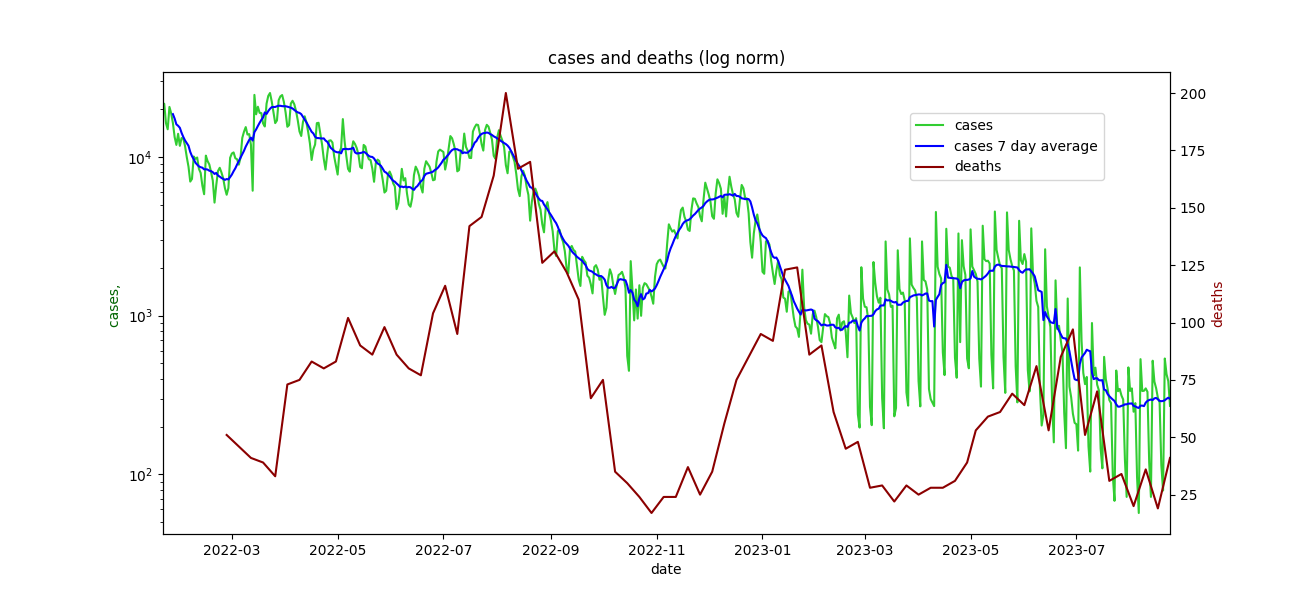 cases and deaths (log norm)
cases
cases 7 day average
deaths
10^4
10^3
10^2
cases,
200
175
150
125
100
75
50
25
deaths
2022-03 2022-05 2022-07 2022-09 2022-11 2023-01 2023-03 2023-05 2023-07
date